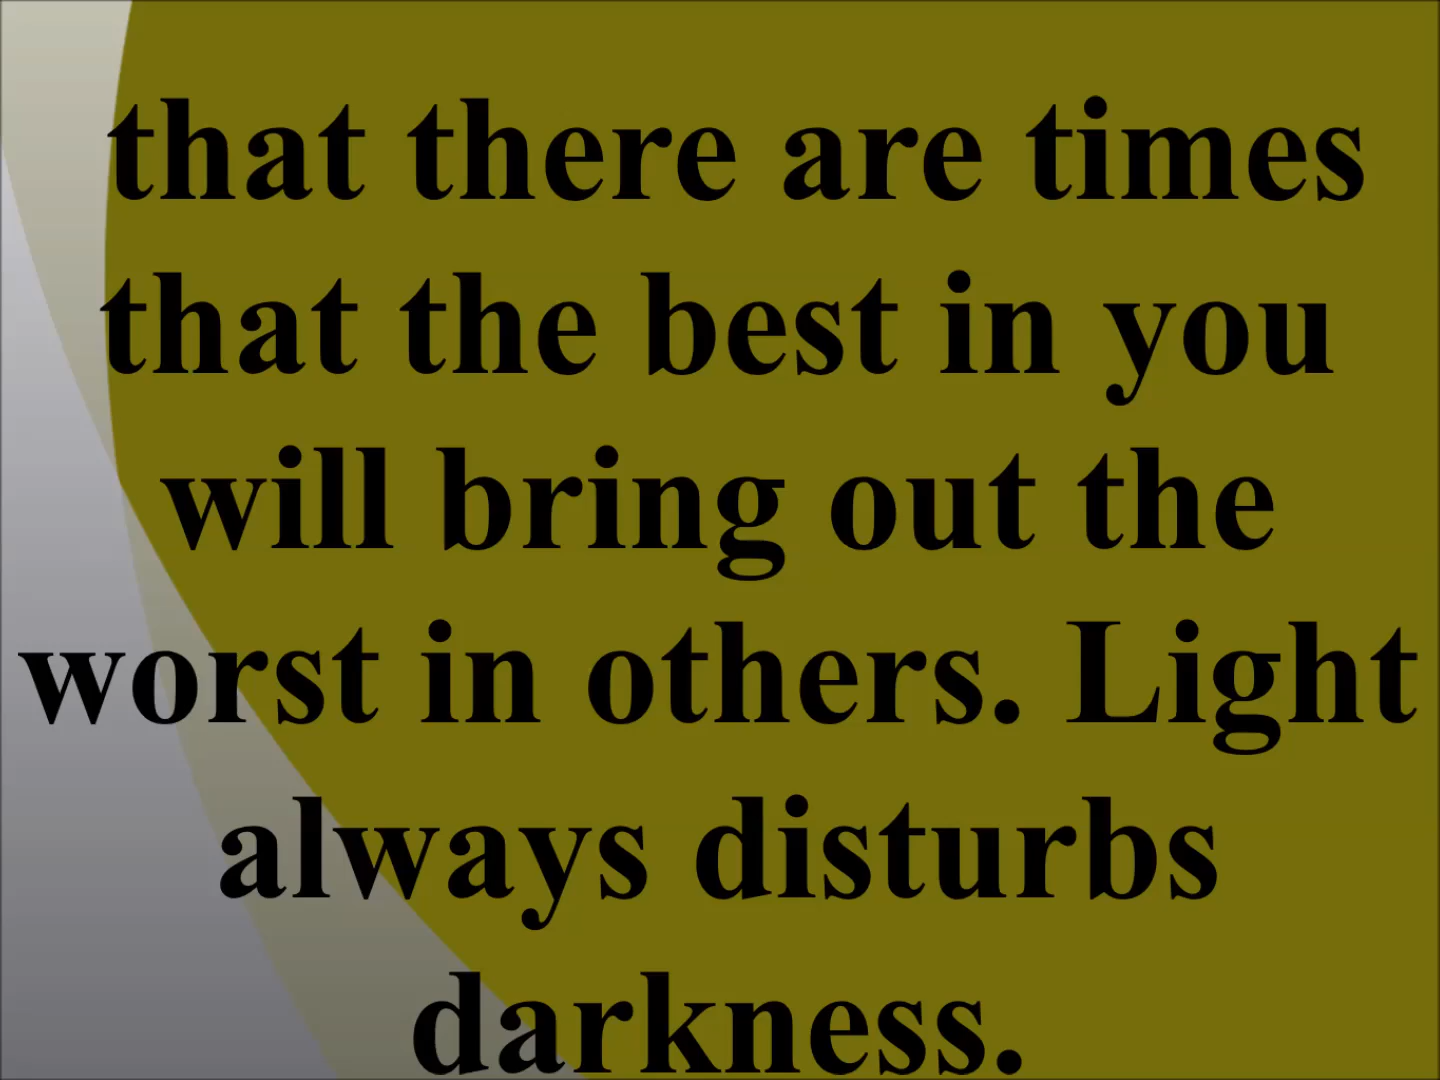 that there are times
that the best in you
will bring out the
worst in others. Light
always disturbs
darkness.